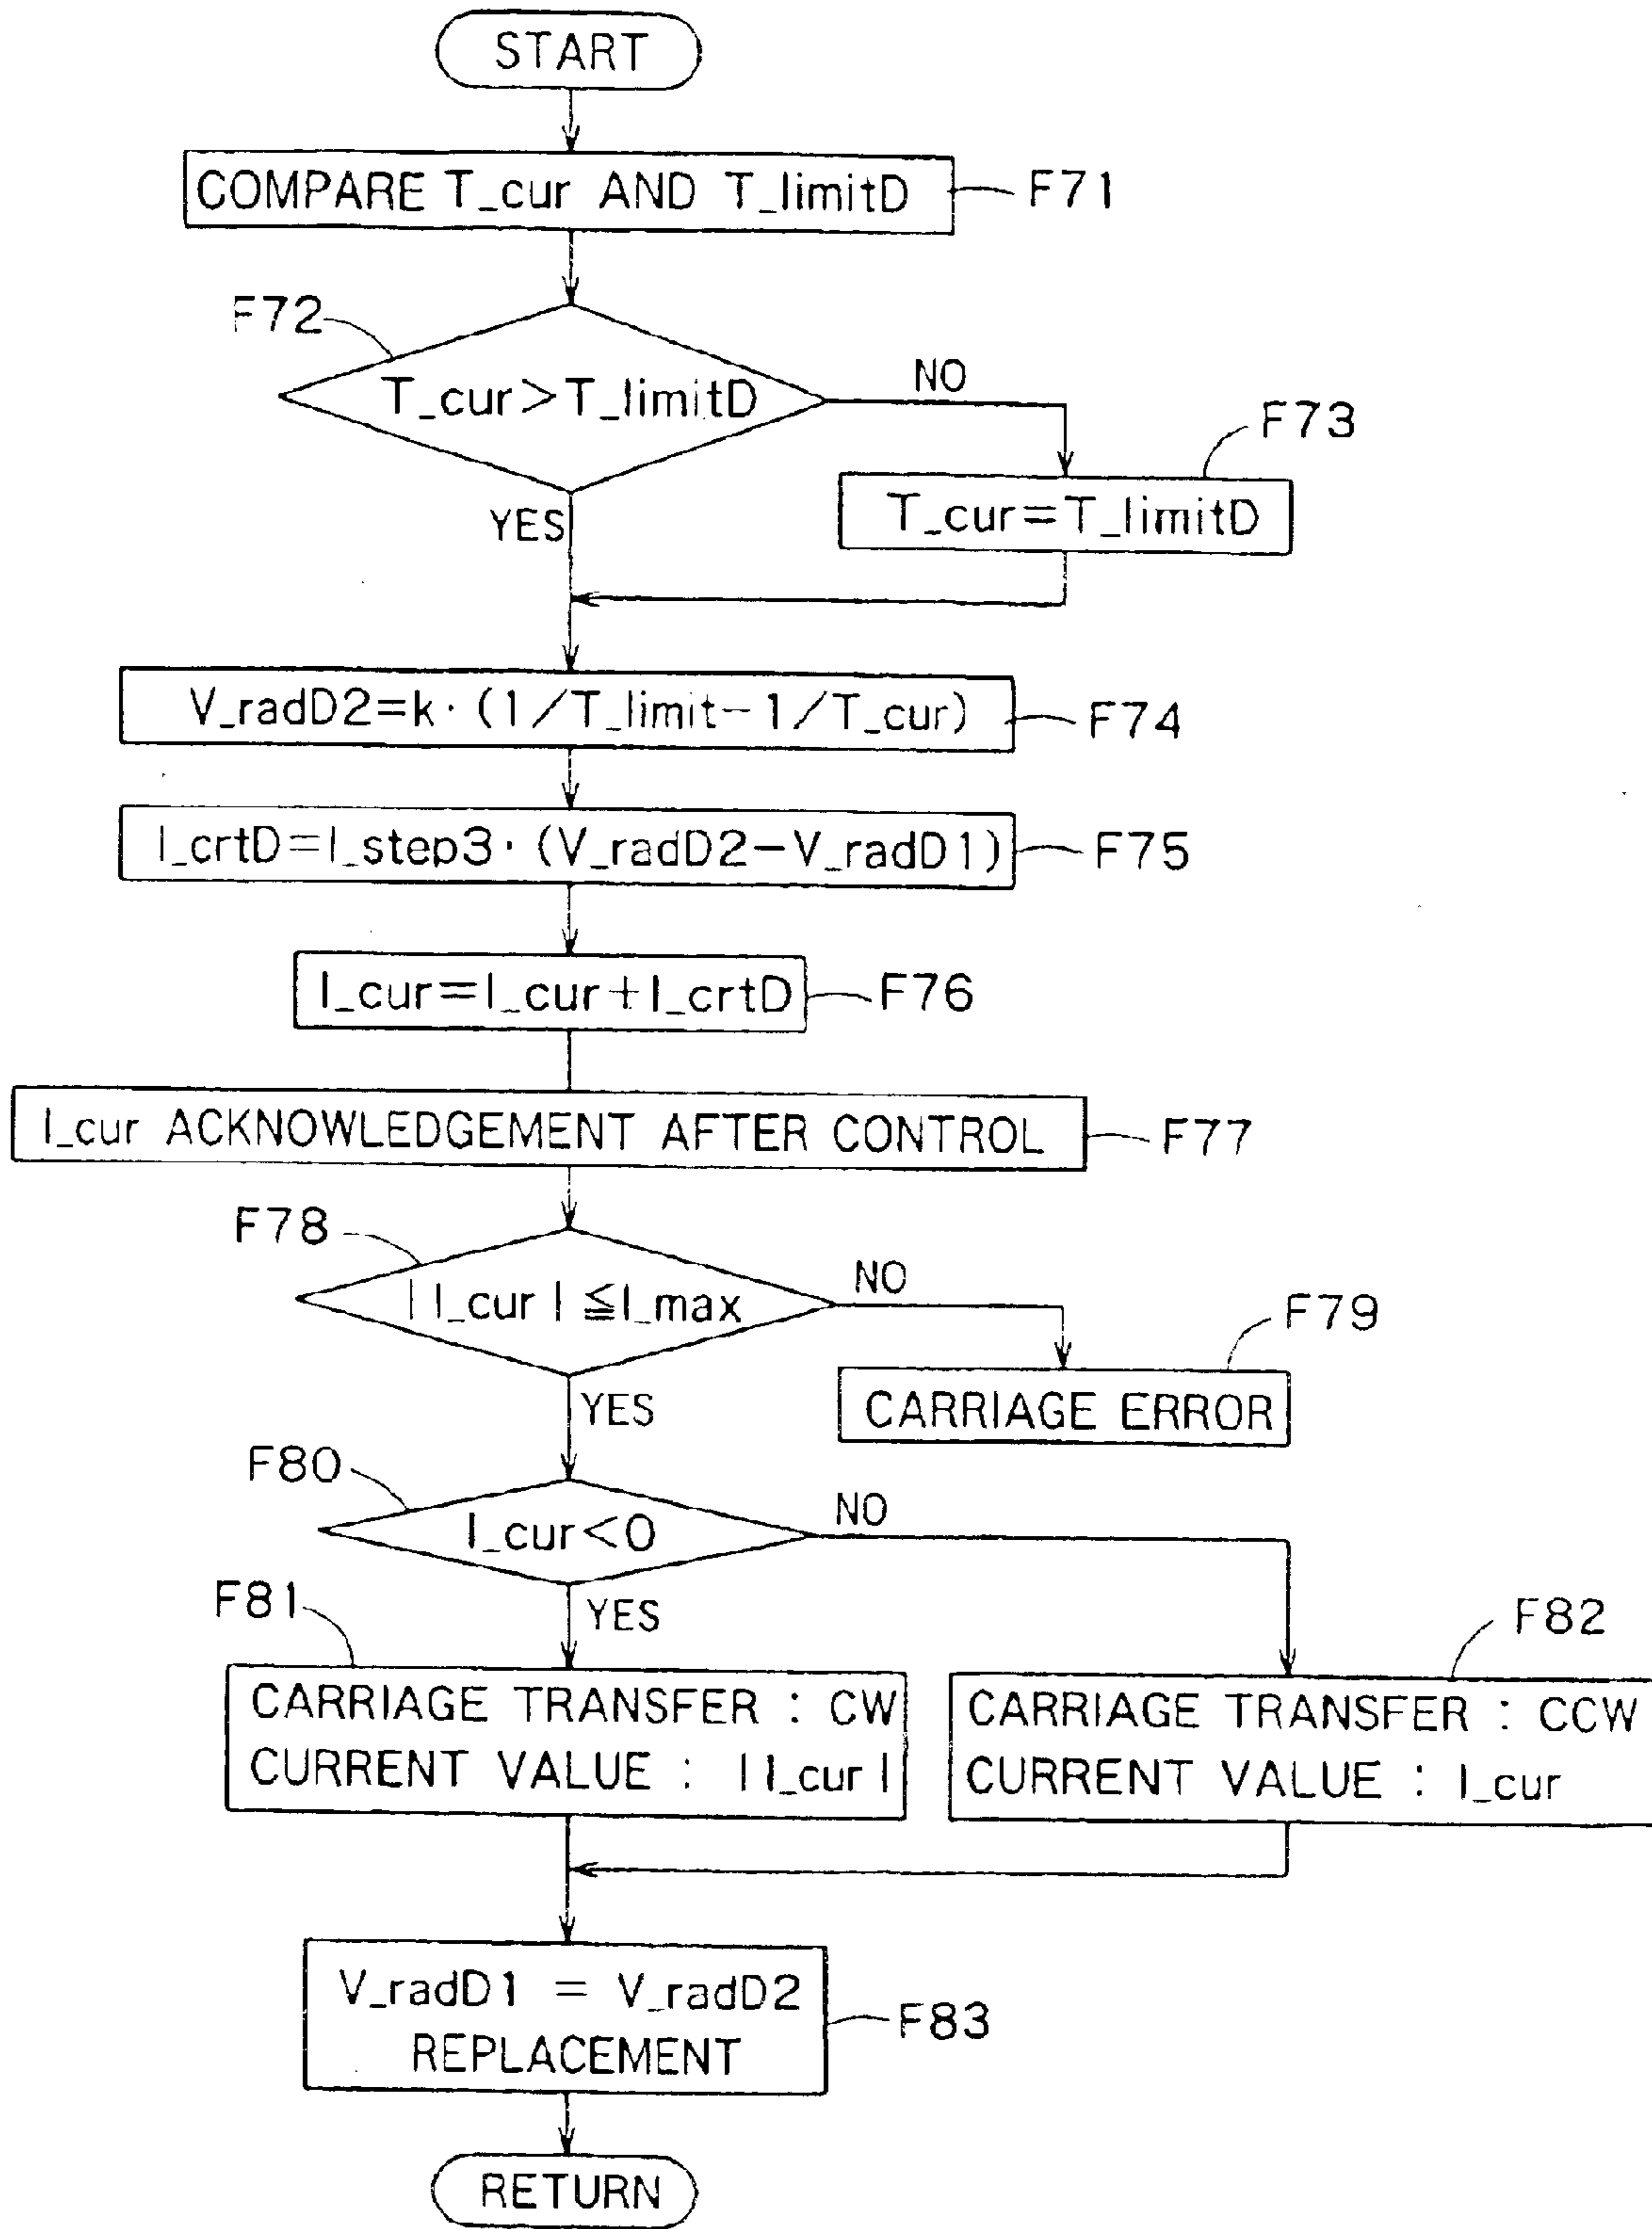 START
COMPARE T_cur AND T_limitD
F71
F72
T_cur>T_limitD
NO
F73
T_cur=T_limitD
YES
V_radD2=k·(1/T_limit-1/T_cur)
F74
I_crtD=I_step3·(V_radD2-V_radD1)
F75
I_cur=I_cur+I_crtD
F76
I_cur ACKNOWLEDGEMENT AFTER CONTROL
F77
F78
|I_cur|≦I_max
NO
F79
CARRIAGE ERROR
YES
F80
I_cur<0
NO
F81
YES
F82
CARRIAGE TRANSFER : CW
CURRENT VALUE : |I_cur|
CARRIAGE TRANSFER : CCW
CURRENT VALUE : I_cur
V_radD1 = V_radD2
REPLACEMENT
F83
RETURN